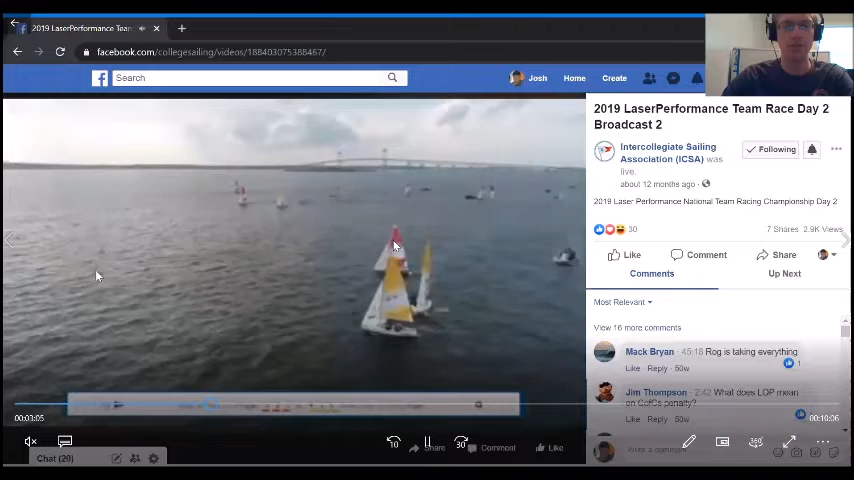 2019 LaserPerformance Team
facebook.com/collegesailing/videos/188403075388467/
Search
Josh Home Create
2019 LaserPerformance Team Race Day 2
Broadcast 2
Intercollegiate Sailing
Association (ICSA) was
live.
Following
about 12 months ago
2019 Laser Performance National Team Racing Championship Day 2
30
7 Shares 2.9K Views
Like Comment Share
Comments Up Next
Most Relevant
View 16 more comments
Mack Bryan 45:18 Rog is taking everything
1
Like · Reply · 50w
Jim Thompson 2:42 What does LOP mean
on CofCs penalty?
Like · Reply · 50w
Write a comment
00:03:05
00:10:06
10
30
360
Share Comment Like
Chat (20)